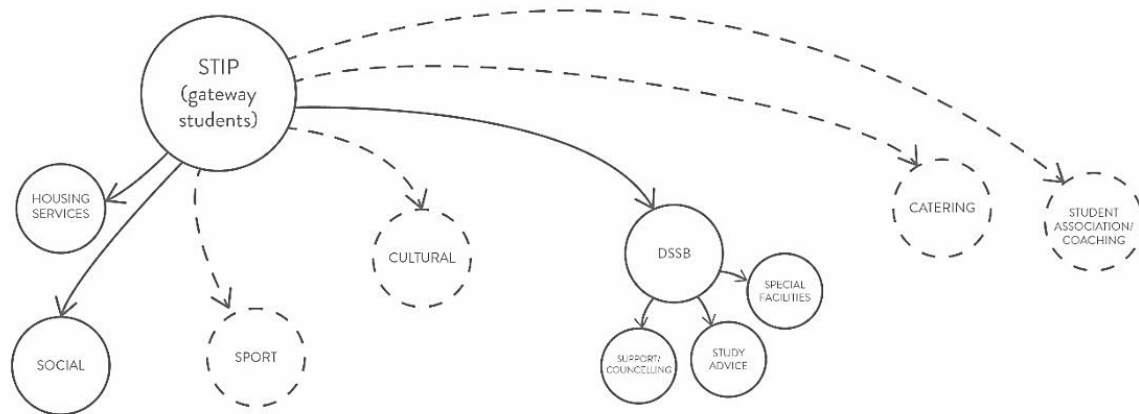 STIP
(gateway
students)
HOUSING
SERVICES
SOCIAL
SPORT
CULTURAL
DSSB
SUPPORT/
COUNCELLING
STUDY
ADVICE
SPECIAL
FACILITIES
CATERING
STUDENT
ASSOCIATION/
COACHING